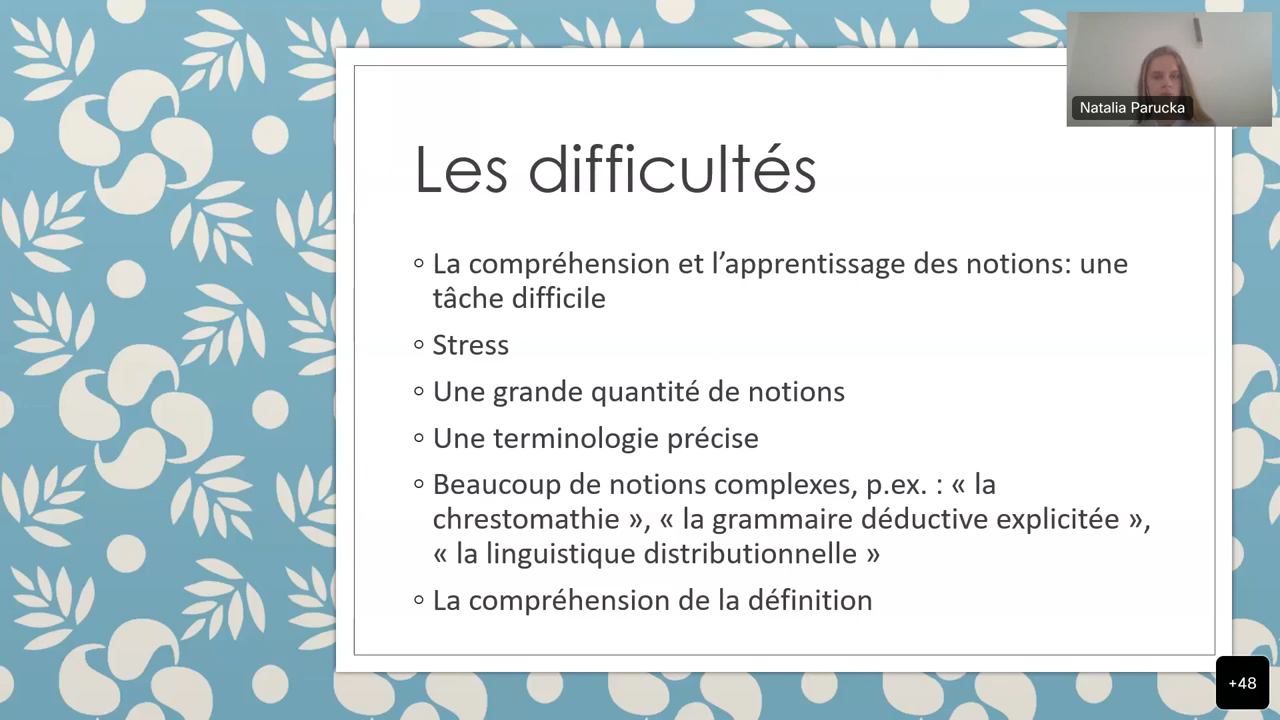 Natalia Parucka
Les difficultés
◦ La compréhension et l’apprentissage des notions: une
tâche difficile
◦ Stress
◦ Une grande quantité de notions
◦ Une terminologie précise
◦ Beaucoup de notions complexes, p.ex. : « la
chrestomathie », « la grammaire déductive explicitée »,
« la linguistique distributionnelle »
◦ La compréhension de la définition
+48